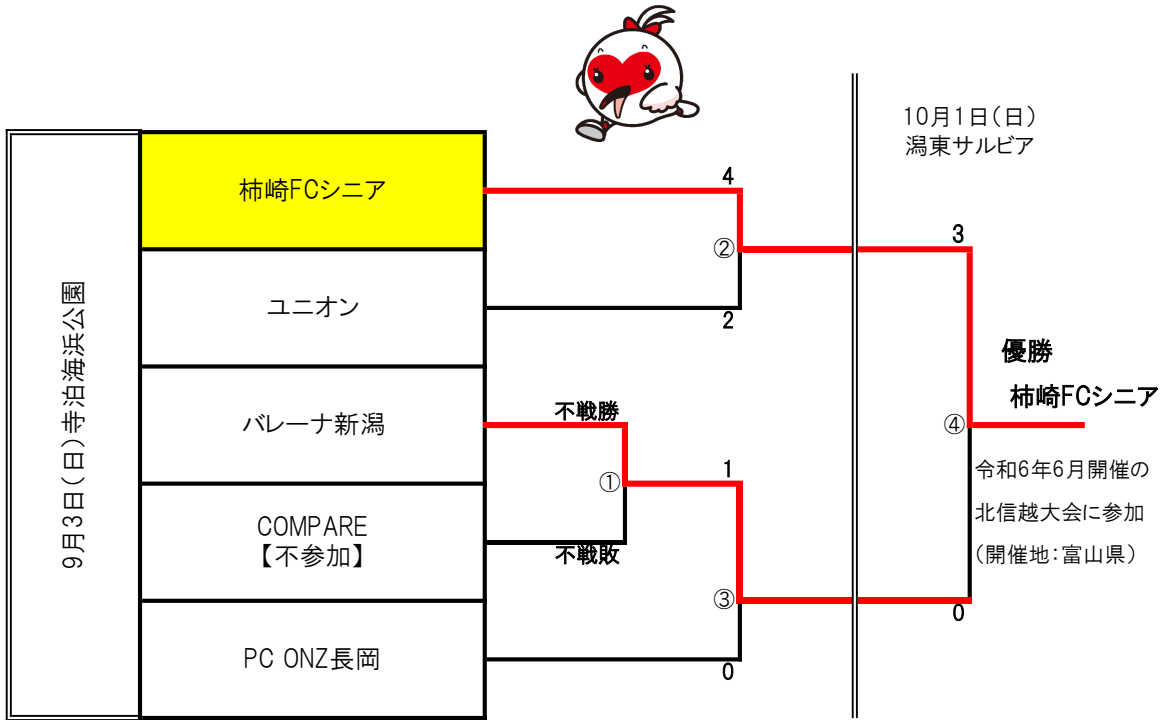 10月1日(日)
潟東サルビア
9月3日(日)寺泊海浜公園
柿崎FCシニア
ユニオン
バレーナ新潟
COMPARE
【不参加】
PC ONZ長岡
不戦勝
①
不戦敗
4
②
2
1
③
0
3
④
0
優勝
柿崎FCシニア
令和6年6月開催の
北信越大会に参加
(開催地:富山県)